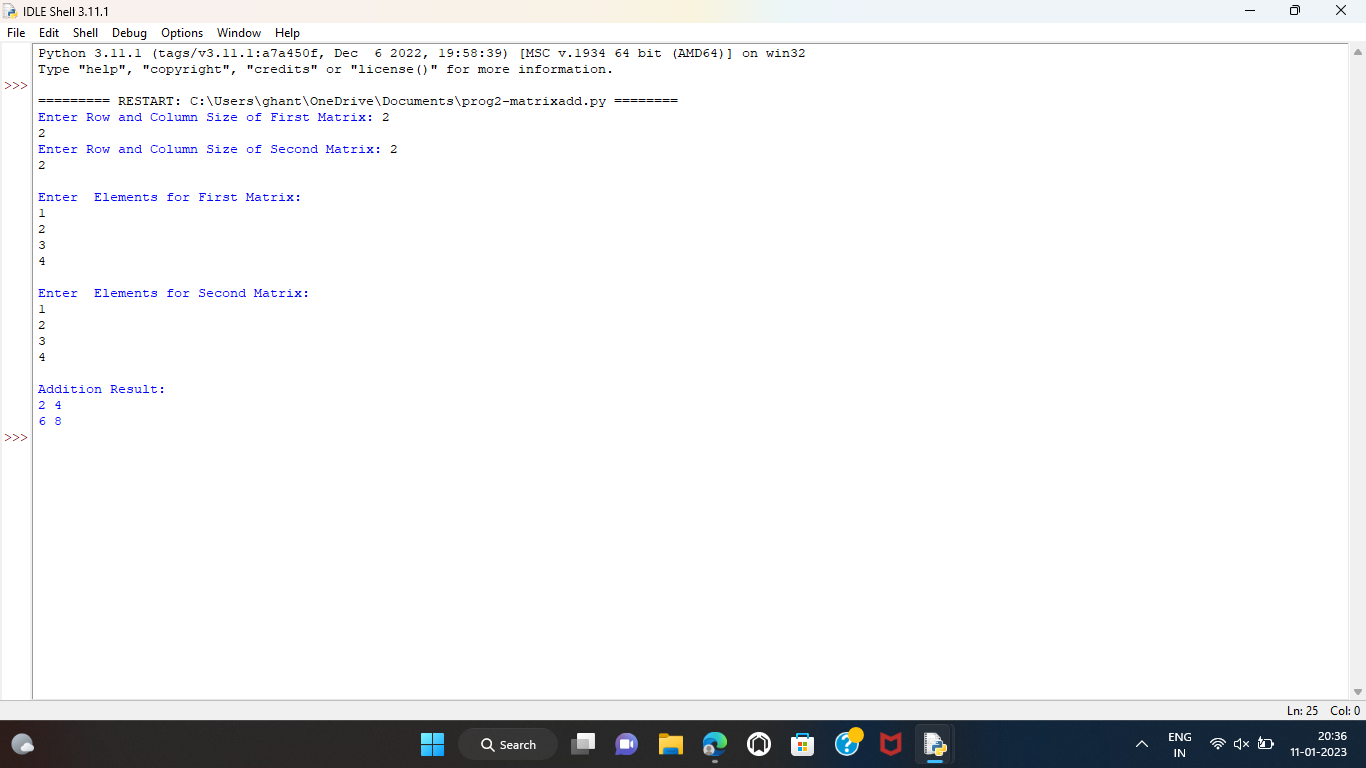 IDLE Shell 3.11.1
File Edit Shell Debug Options Window Help
Python 3.11.1 (tags/v3.11.1:a7a450f, Dec  6 2022, 19:58:39) [MSC v.1934 64 bit (AMD64)] on win32
Type "help", "copyright", "credits" or "license()" for more information.
>>>
========= RESTART: C:\Users\ghant\OneDrive\Documents\prog2-matrixadd.py ========
Enter Row and Column Size of First Matrix: 2
2
Enter Row and Column Size of Second Matrix: 2
2
Enter  Elements for First Matrix:
1
2
3
4
Enter  Elements for Second Matrix:
1
2
3
4
Addition Result:
2 4
6 8
>>>
Ln: 25 Col: 0
Search
ENG
IN
20:36
11-01-2023